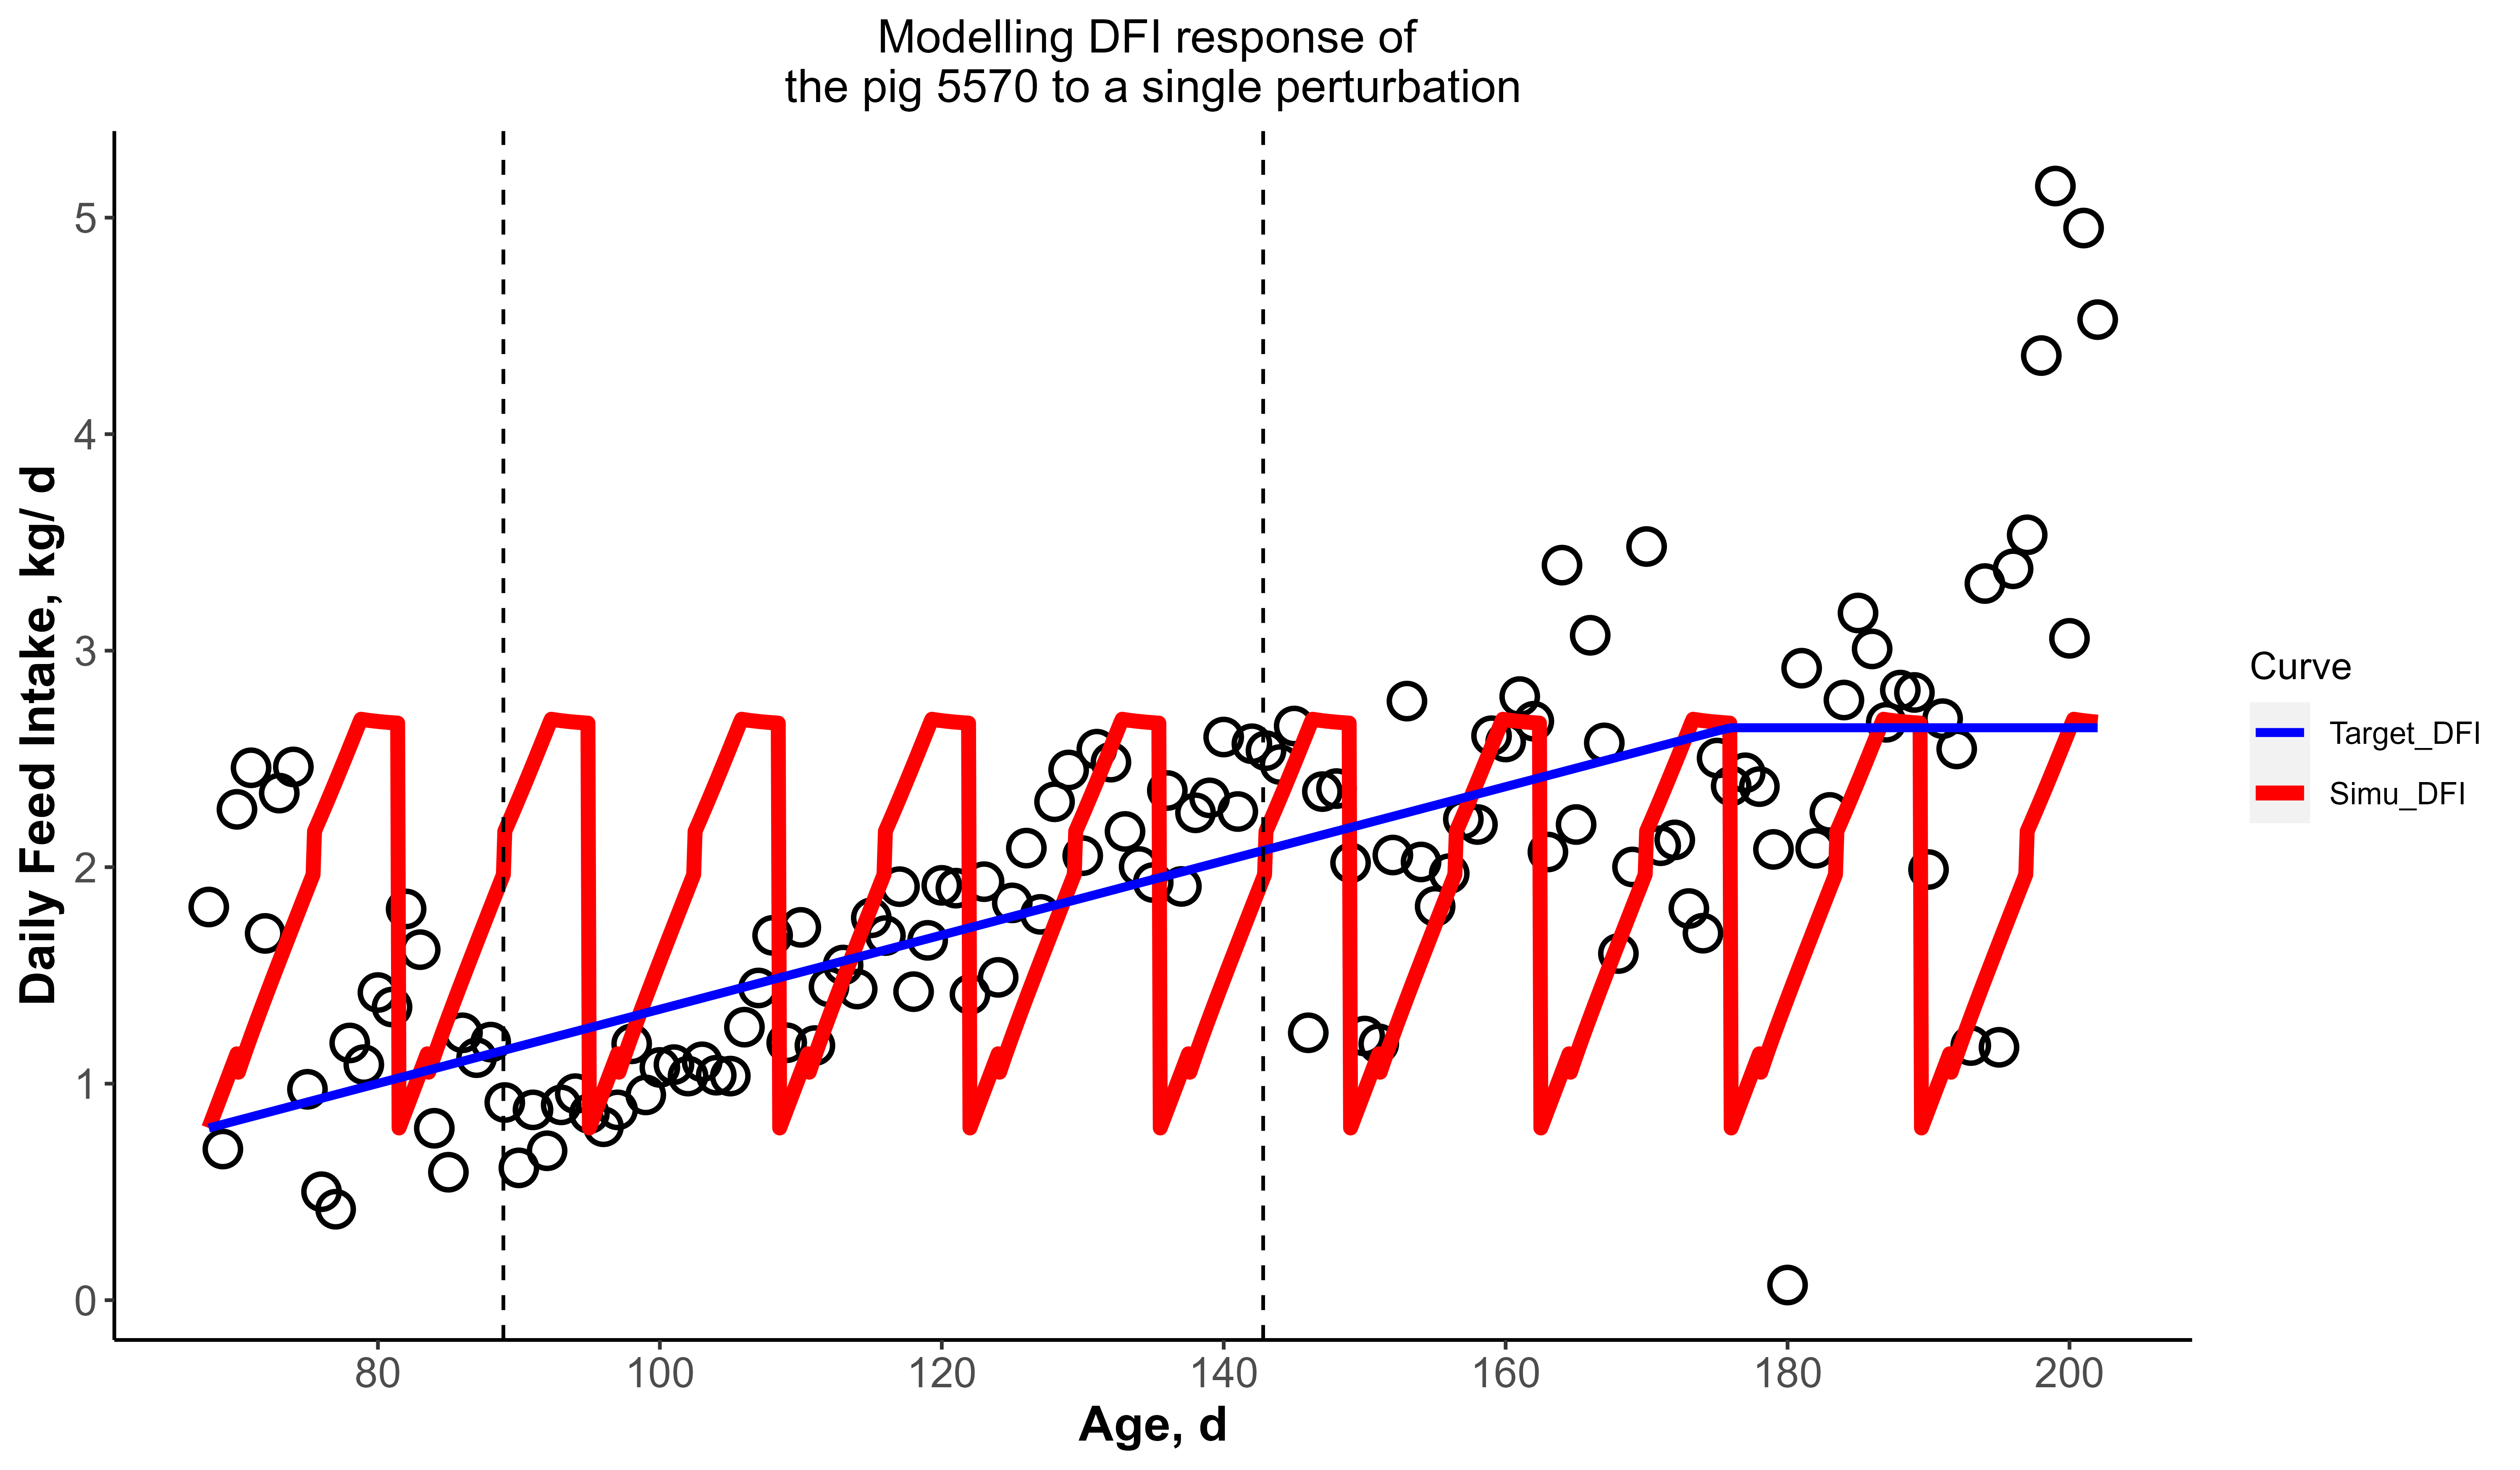 Modelling DFI response of
the pig 5570 to a single perturbation
Daily Feed Intake, kg/ d
5
4
3
2
1
0
80 100 120 140 160 180 200
Age, d
Curve
Target_DFI
Simu_DFI